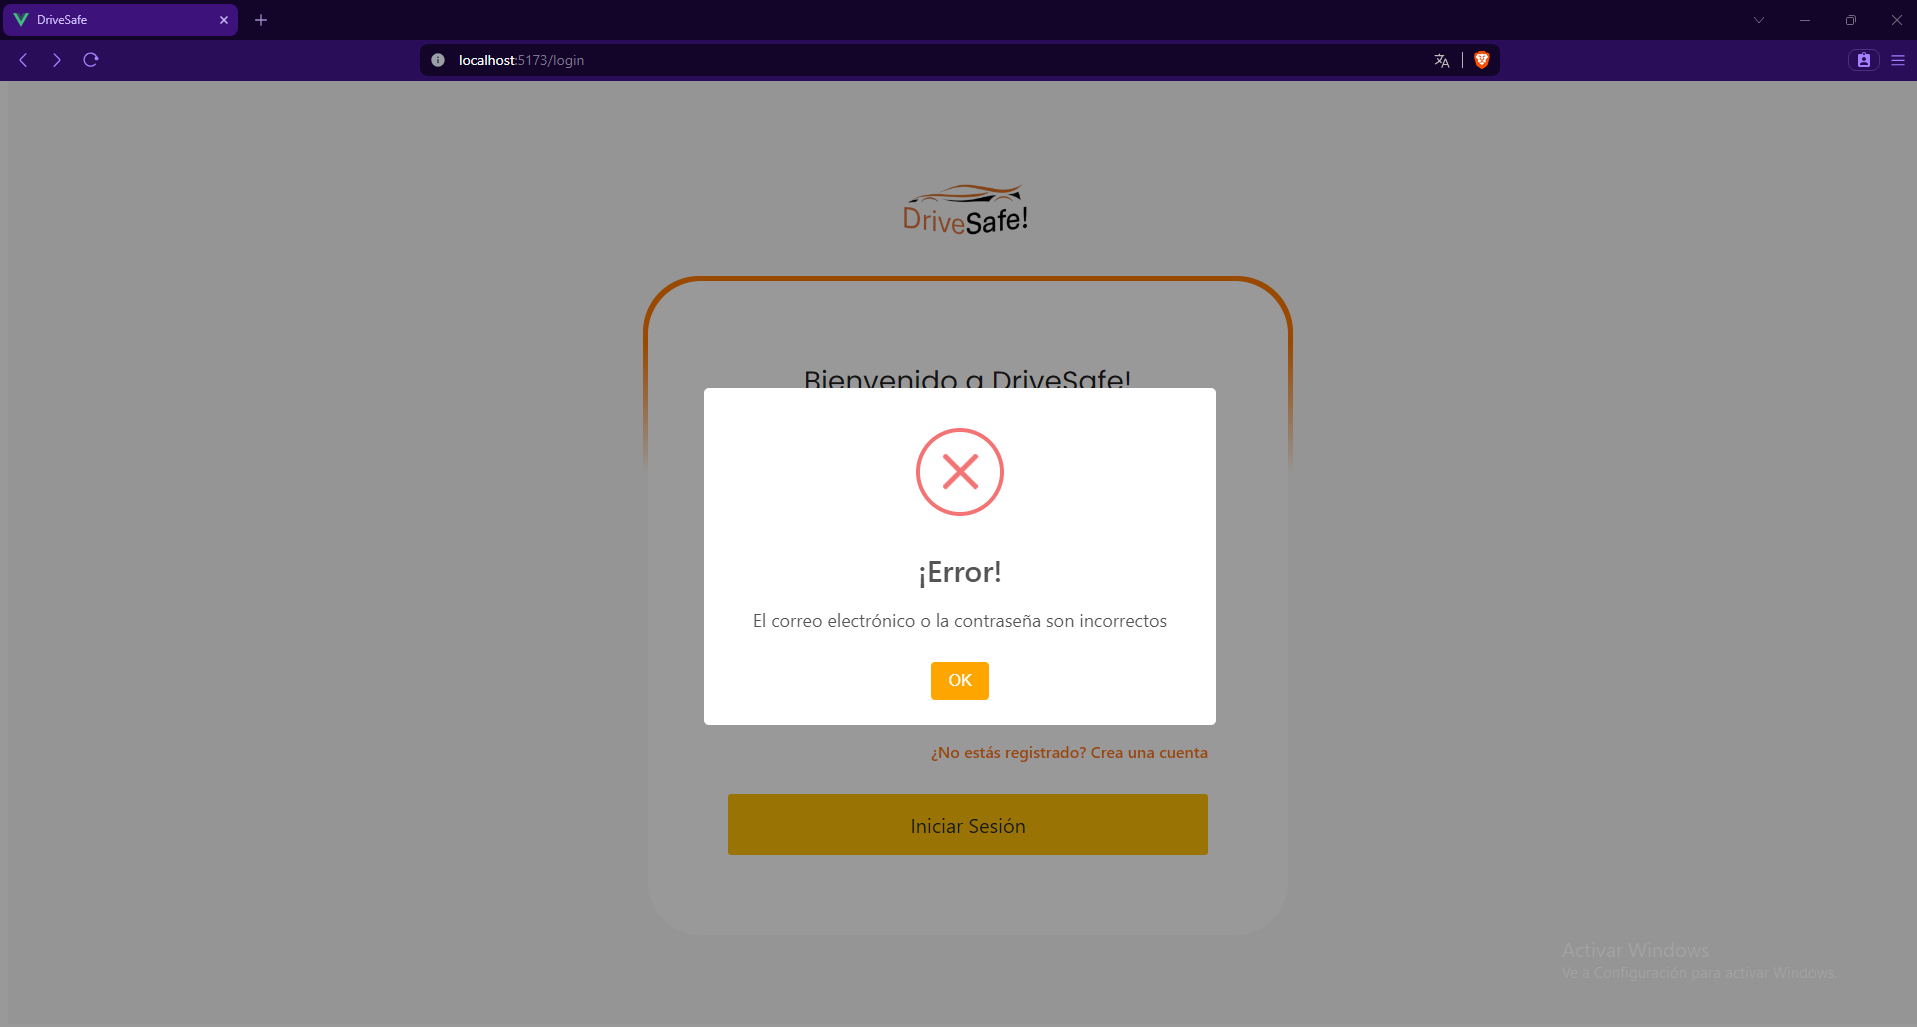 DriveSafe
localhost:5173/login
DriveSafe!
Bienvenido a DriveSafe!
¡Error!
El correo electrónico o la contraseña son incorrectos
OK
¿No estás registrado? Crea una cuenta
Iniciar Sesión
Activar Windows
Ve a Configuración para activar Windows.